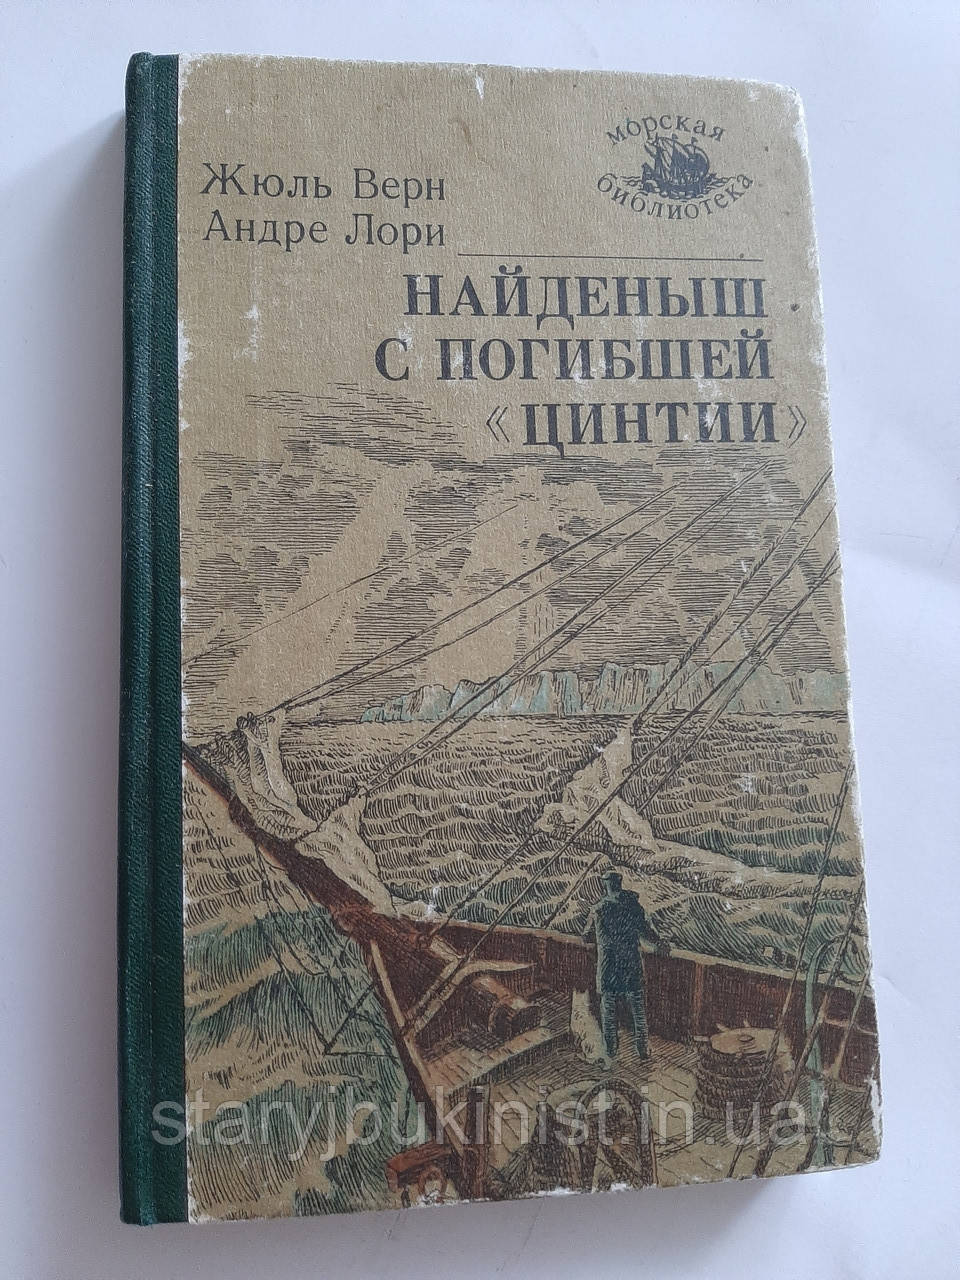 морская
библиотека
Жюль Верн
Андре Лори
НАЙДЕНЫШ
С ПОГИБШЕЙ
«ЦИНТИИ»
staryjbukinist.in.ua